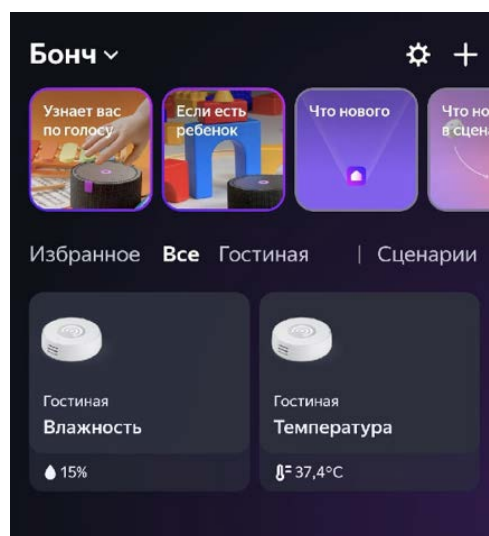 Бонч
Узнает вас
по голосу
Если есть
ребенок
Что нового
Что но
в сцен
Избранное Все Гостиная | Сценарии
Гостиная
Влажность
15%
Гостиная
Температура
37,4°C